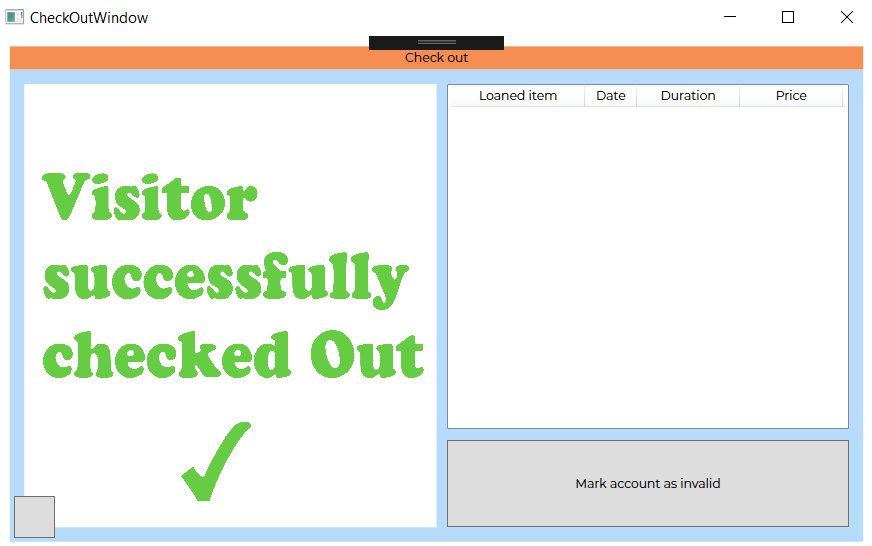 CheckOutWindow
Check out
Visitor
successfully
checked Out
Loaned item Date Duration Price
Mark account as invalid